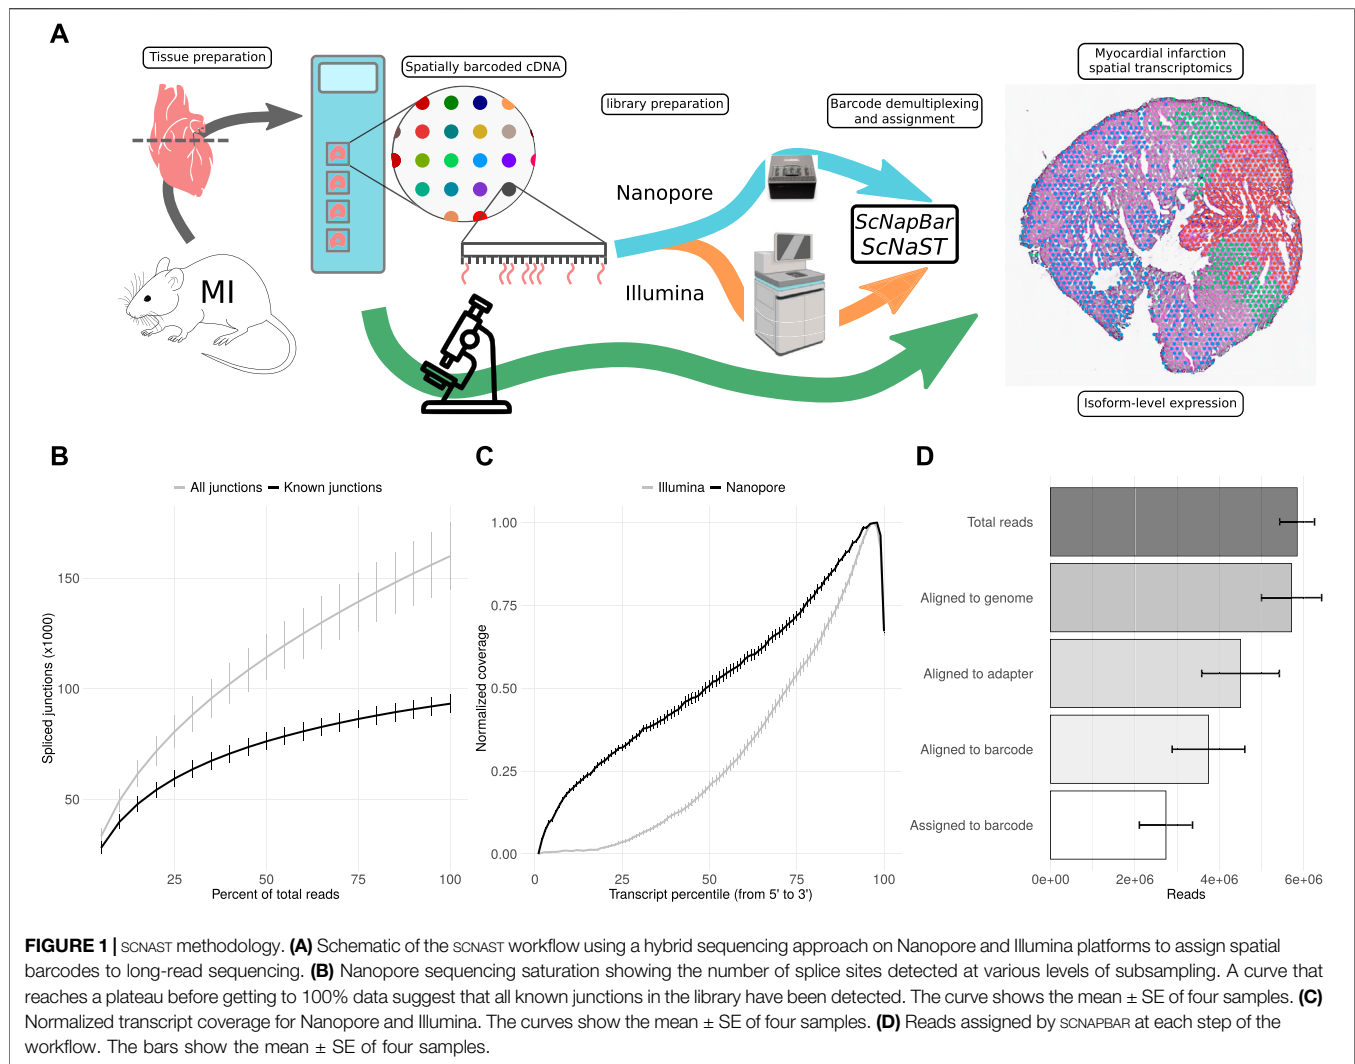 A
Tissue preparation
Spatially barcoded cDNA
library preparation
Barcode demultiplexing
and assignment
Myocardial infarction
spatial transcriptomics
Nanopore
Illumina
ScNapBar
ScNaST
MI
Isoform-level expression
B
All junctions Known junctions
Spliced junctions (x1000)
150
100
50
25 50 75 100
Percent of total reads
C
Illumina Nanopore
Normalized coverage
1.00
0.75
0.50
0.25
0.00
0 25 50 75 100
Transcript percentile (from 5' to 3')
D
Total reads
Aligned to genome
Aligned to adapter
Aligned to barcode
Assigned to barcode
0e+00 2e+06 4e+06 6e+06
Reads
FIGURE 1 | SCNAST methodology. (A) Schematic of the SCNAST workflow using a hybrid sequencing approach on Nanopore and Illumina platforms to assign spatial
barcodes to long-read sequencing. (B) Nanopore sequencing saturation showing the number of splice sites detected at various levels of subsampling. A curve that
reaches a plateau before getting to 100% data suggest that all known junctions in the library have been detected. The curve shows the mean ± SE of four samples. (C)
Normalized transcript coverage for Nanopore and Illumina. The curves show the mean ± SE of four samples. (D) Reads assigned by SCNAPBAR at each step of the
workflow. The bars show the mean ± SE of four samples.